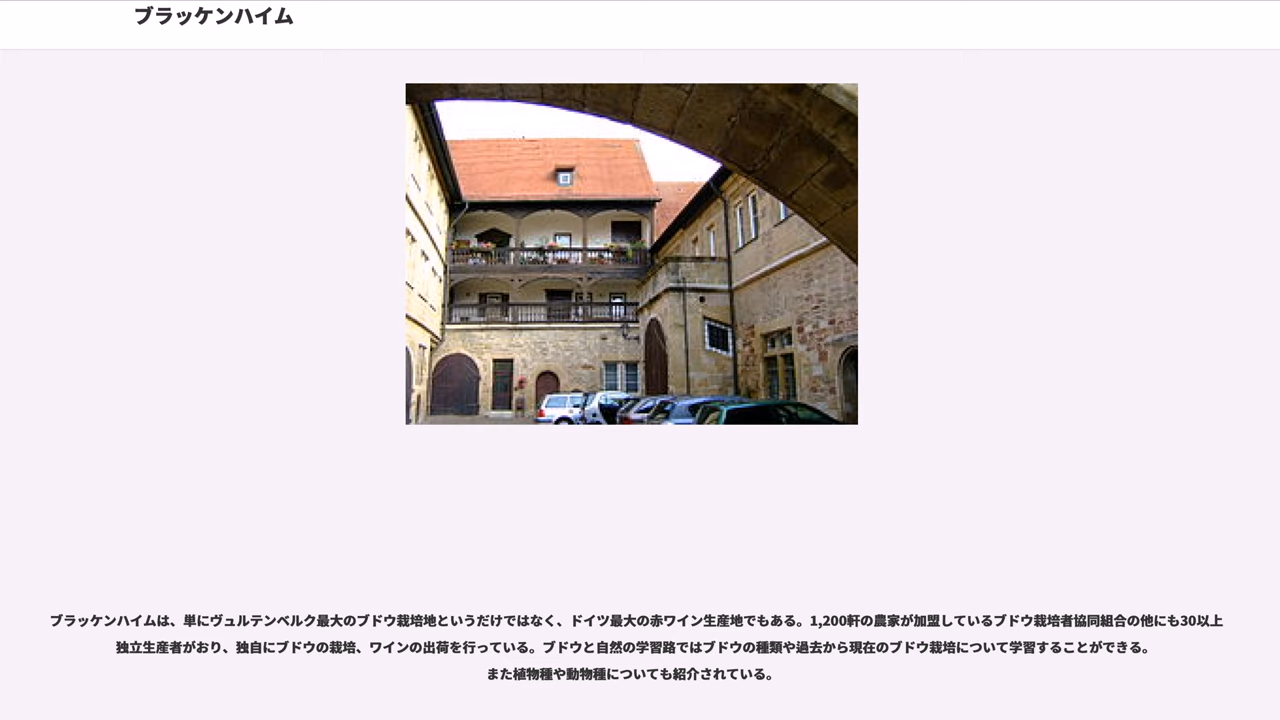 ブラッケンハイム
ブラッケンハイムは、単にヴュルテンベルク最大のブドウ栽培地というだけではなく、ドイツ最大の赤ワイン生産地でもある。1,200軒の農家が加盟しているブドウ栽培者協同組合の他にも30以上
独立生産者がおり、独自にブドウの栽培、ワインの出荷を行っている。ブドウと自然の学習路ではブドウの種類や過去から現在のブドウ栽培について学習することができる。
また植物種や動物種についても紹介されている。